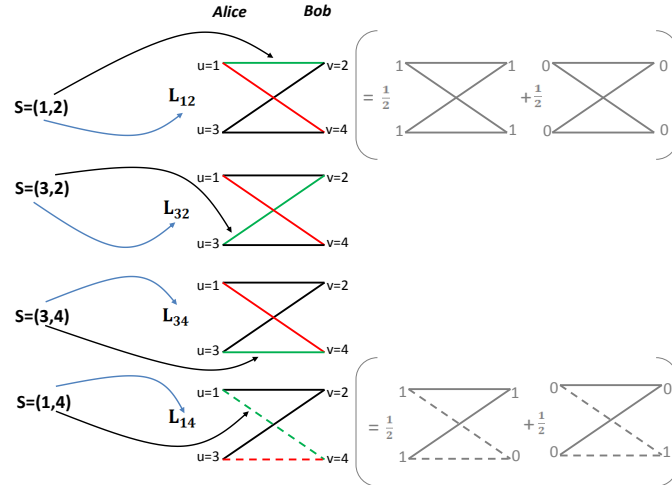 Alice Bob
u=1 v=2 = 1/2 1 1 1 1 + 1/2 0 0 0 0
S=(1,2) L12
u=3 v=4
S=(3,2) u=1 v=2
L32
u=3 v=4
u=1 v=2
S=(3,4) L34
u=3 v=4
u=1 v=2 = 1/2 1 1 1 0 + 1/2 0 0 0 1
S=(1,4) L14
u=3 v=4